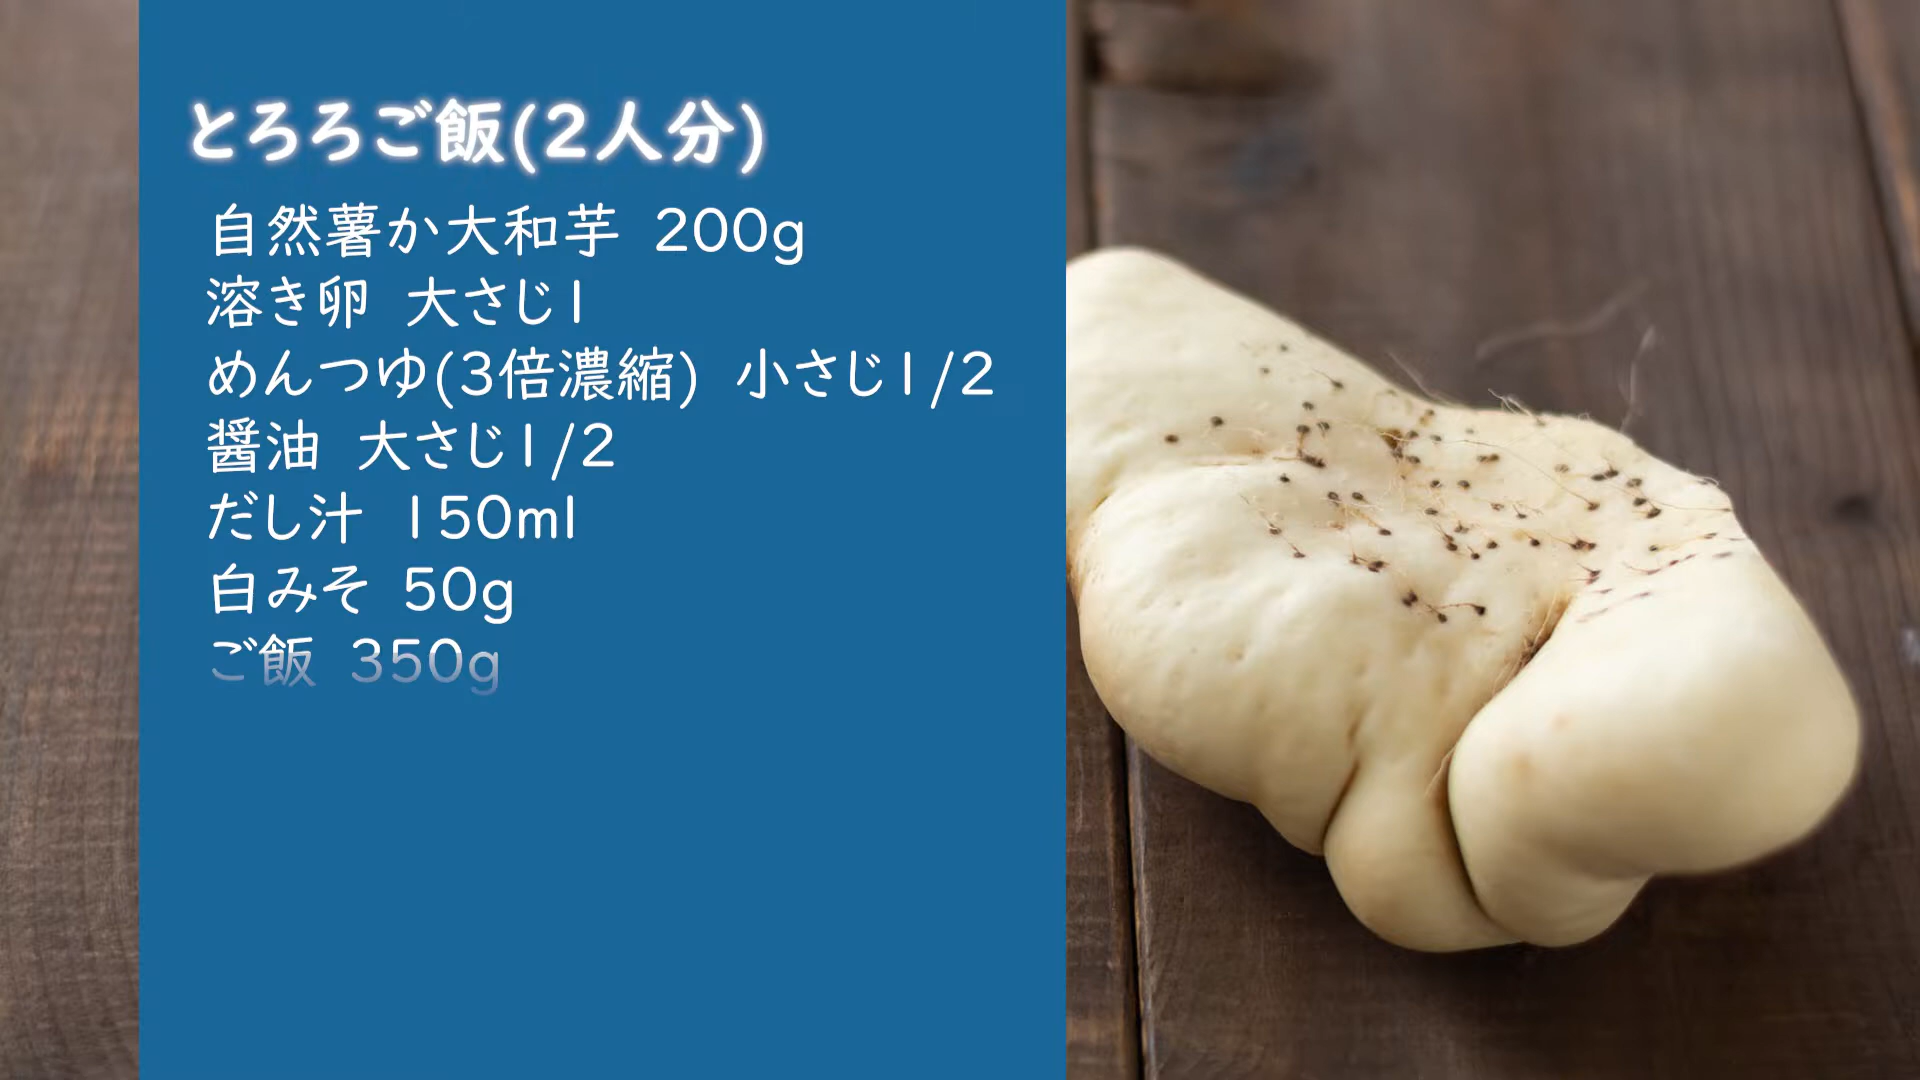 とろろご飯(2人分)
自然薯か大和芋 200g
溶き卵 大さじ1
めんつゆ(3倍濃縮) 小さじ1/2
醤油 大さじ1/2
だし汁 150ml
白みそ 50g
ご飯 350g